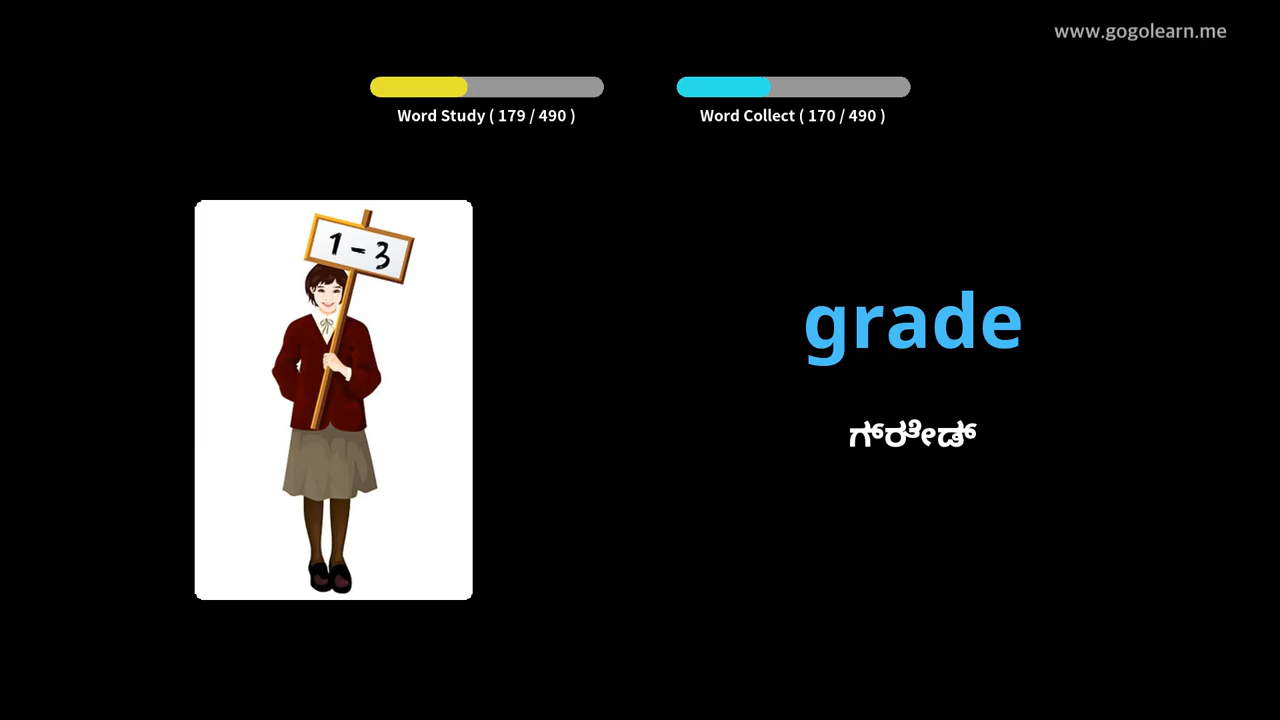 www.gogolearn.me
Word Study ( 179 / 490 )
Word Collect ( 170 / 490 )
1 - 3
grade
ಗ್ರೇಡ್